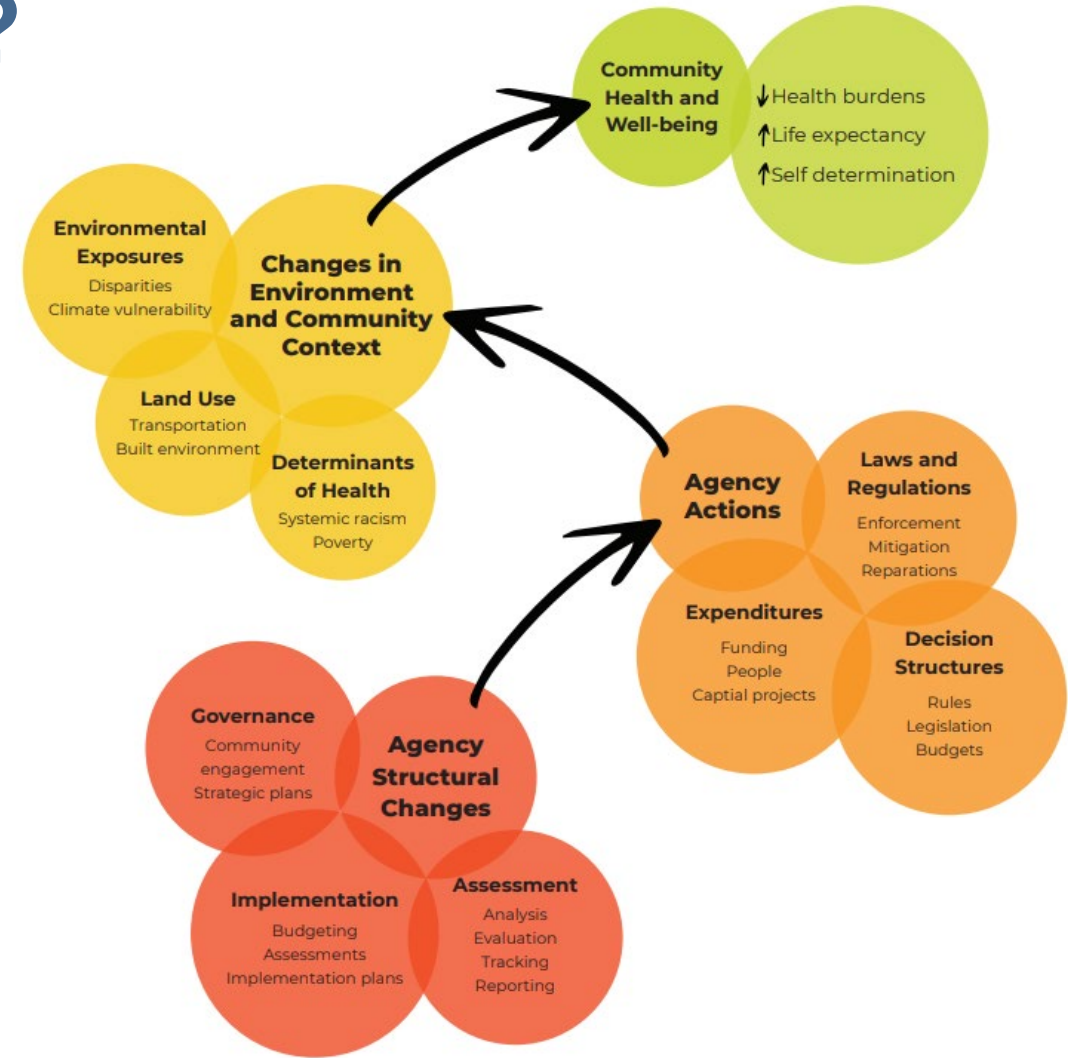 Community
Health and
Well-being
↓Health burdens
↑Life expectancy
↑Self determination
Environmental
Exposures
Disparities
Climate vulnerability
Changes in
Environment
and Community
Context
Land Use
Transportation
Built environment
Determinants
of Health
Systemic racism
Poverty
Agency
Actions
Laws and
Regulations
Enforcement
Mitigation
Reparations
Expenditures
Funding
People
Captial projects
Decision
Structures
Rules
Legislation
Budgets
Governance
Community
engagement
Strategic plans
Agency
Structural
Changes
Implementation
Budgeting
Assessments
Implementation plans
Assessment
Analysis
Evaluation
Tracking
Reporting